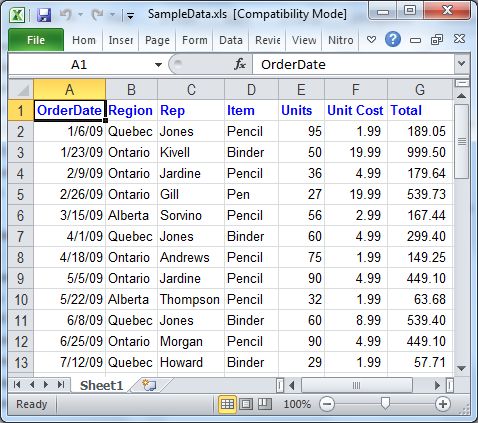 SampleData.xls [Compatibility Mode]
File Hom Inser Page Form Data Revie View Nitro
A1 fx OrderDate
A B C D E F G
1 OrderDate Region Rep Item Units Unit Cost Total
2 1/6/09 Quebec Jones Pencil 95 1.99 189.05
3 1/23/09 Ontario Kivell Binder 50 19.99 999.50
4 2/9/09 Ontario Jardine Pencil 36 4.99 179.64
5 2/26/09 Ontario Gill Pen 27 19.99 539.73
6 3/15/09 Alberta Sorvino Pencil 56 2.99 167.44
7 4/1/09 Quebec Jones Binder 60 4.99 299.40
8 4/18/09 Ontario Andrews Pencil 75 1.99 149.25
9 5/5/09 Ontario Jardine Pencil 90 4.99 449.10
10 5/22/09 Alberta Thompson Pencil 32 1.99 63.68
11 6/8/09 Quebec Jones Binder 60 8.99 539.40
12 6/25/09 Ontario Morgan Pencil 90 4.99 449.10
13 7/12/09 Quebec Howard Binder 29 1.99 57.71
Sheet1
Ready 100%